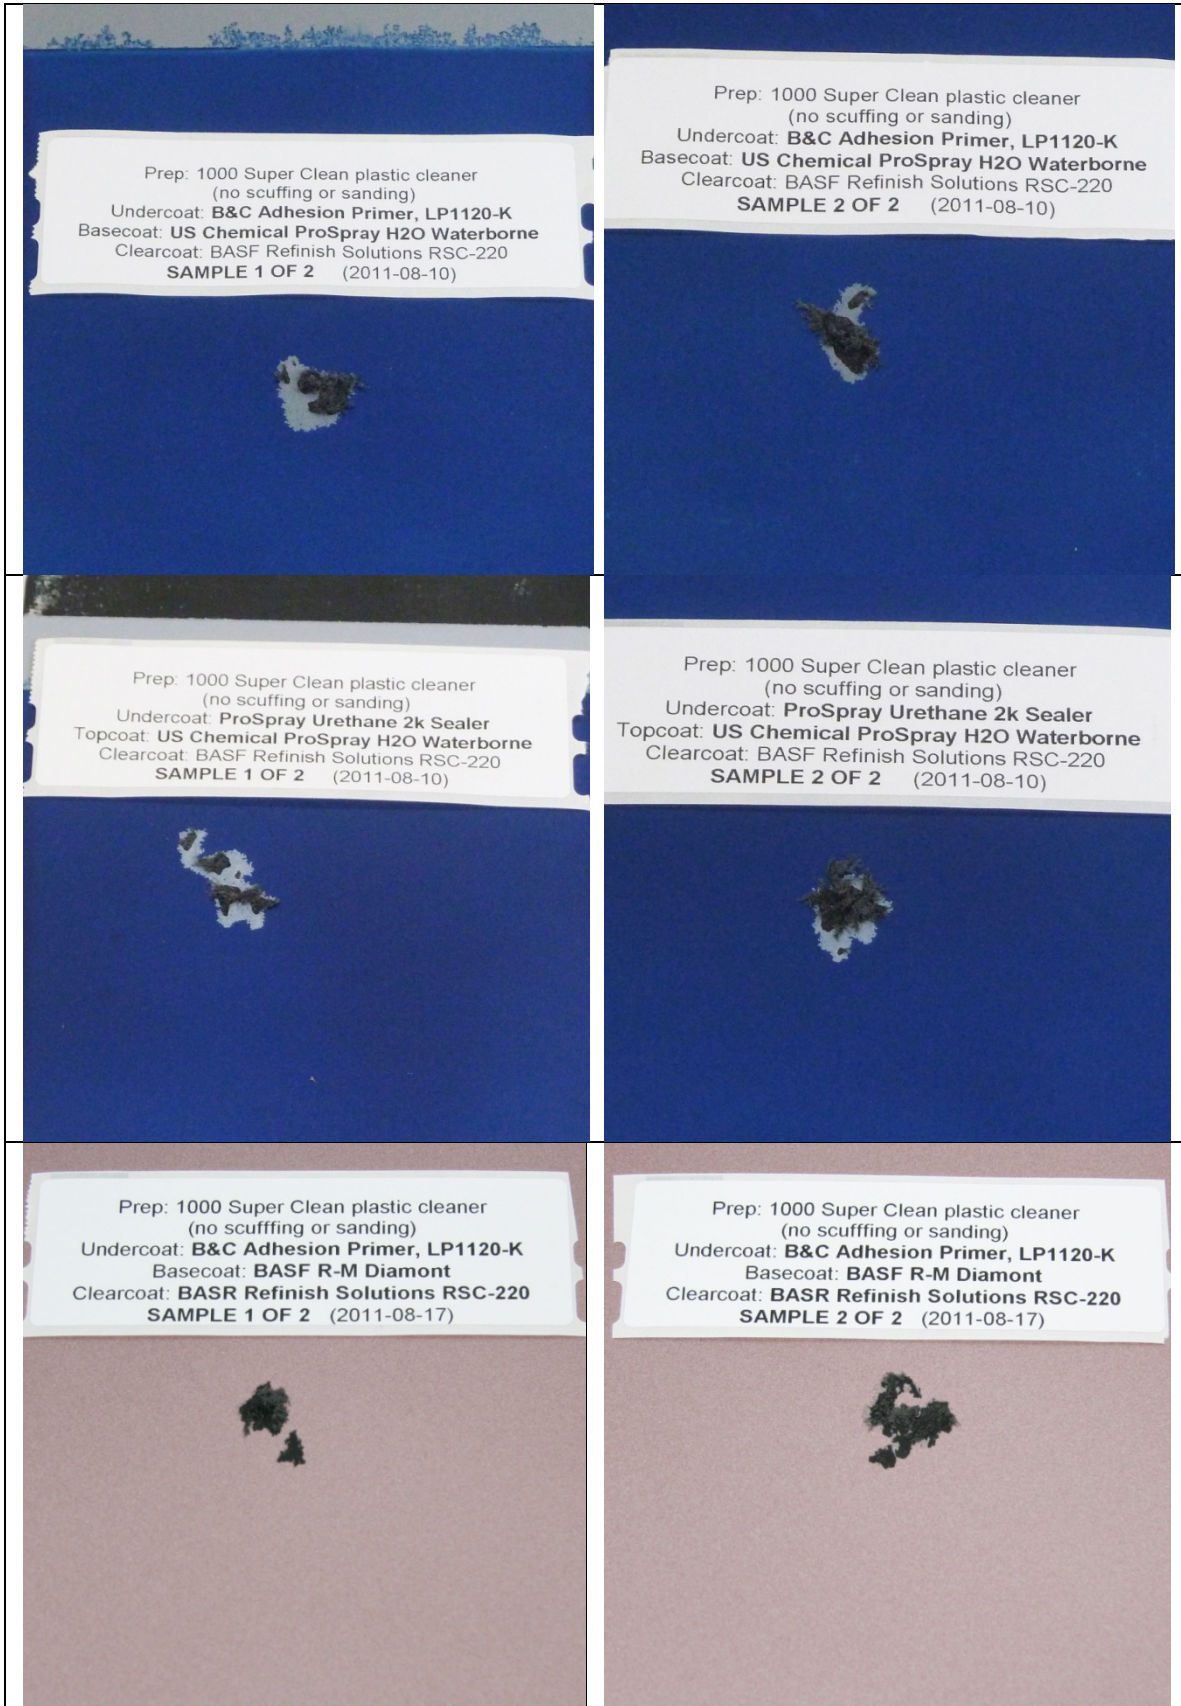 Prep: 1000 Super Clean plastic cleaner
(no scuffing or sanding)
Undercoat: B&C Adhesion Primer, LP1120-K
Basecoat: US Chemical ProSpray H2O Waterborne
Clearcoat: BASF Refinish Solutions RSC-220
SAMPLE 1 OF 2 (2011-08-10)
Prep: 1000 Super Clean plastic cleaner
(no scuffing or sanding)
Undercoat: B&C Adhesion Primer, LP1120-K
Basecoat: US Chemical ProSpray H2O Waterborne
Clearcoat: BASF Refinish Solutions RSC-220
SAMPLE 2 OF 2 (2011-08-10)
Prep: 1000 Super Clean plastic cleaner
(no scuffing or sanding)
Undercoat: ProSpray Urethane 2k Sealer
Topcoat: US Chemical ProSpray H2O Waterborne
Clearcoat: BASF Refinish Solutions RSC-220
SAMPLE 1 OF 2 (2011-08-10)
Prep: 1000 Super Clean plastic cleaner
(no scuffing or sanding)
Undercoat: ProSpray Urethane 2k Sealer
Topcoat: US Chemical ProSpray H2O Waterborne
Clearcoat: BASF Refinish Solutions RSC-220
SAMPLE 2 OF 2 (2011-08-10)
Prep: 1000 Super Clean plastic cleaner
(no scufffing or sanding)
Undercoat: B&C Adhesion Primer, LP1120-K
Basecoat: BASF R-M Diamont
Clearcoat: BASR Refinish Solutions RSC-220
SAMPLE 1 OF 2 (2011-08-17)
Prep: 1000 Super Clean plastic cleaner
(no scufffing or sanding)
Undercoat: B&C Adhesion Primer, LP1120-K
Basecoat: BASF R-M Diamont
Clearcoat: BASR Refinish Solutions RSC-220
SAMPLE 2 OF 2 (2011-08-17)